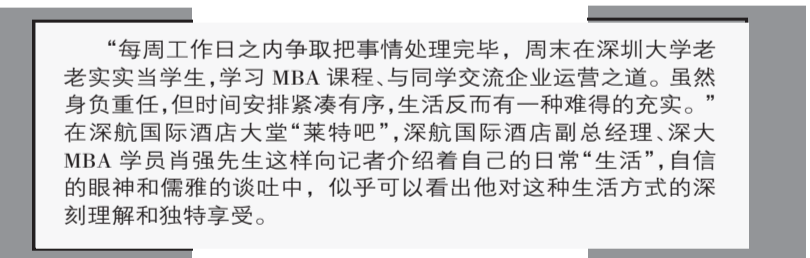 “每周工作日之内争取把事情处理完毕，周末在深圳大学老
老实实当学生，学习 MBA 课程、与同学交流企业运营之道。虽然
身负重任，但时间安排紧凑有序，生活反而有一种难得的充实。”
在深航国际酒店大堂“莱特吧”，深航国际酒店副总经理、深大
MBA 学员肖强先生这样向记者介绍着自己的日常“生活”，自信
的眼神和儒雅的谈吐中，似乎可以看出他对这种生活方式的深
刻理解和独特享受。